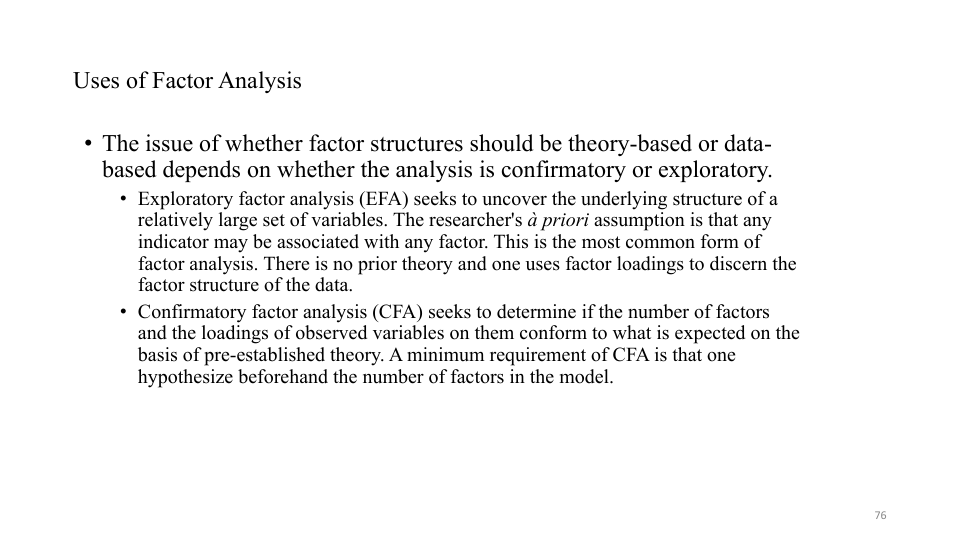 Uses of Factor Analysis
• The issue of whether factor structures should be theory-based or data-
based depends on whether the analysis is confirmatory or exploratory.
• Exploratory factor analysis (EFA) seeks to uncover the underlying structure of a
relatively large set of variables. The researcher's à priori assumption is that any
indicator may be associated with any factor. This is the most common form of
factor analysis. There is no prior theory and one uses factor loadings to discern the
factor structure of the data.
• Confirmatory factor analysis (CFA) seeks to determine if the number of factors
and the loadings of observed variables on them conform to what is expected on the
basis of pre-established theory. A minimum requirement of CFA is that one
hypothesize beforehand the number of factors in the model.
76